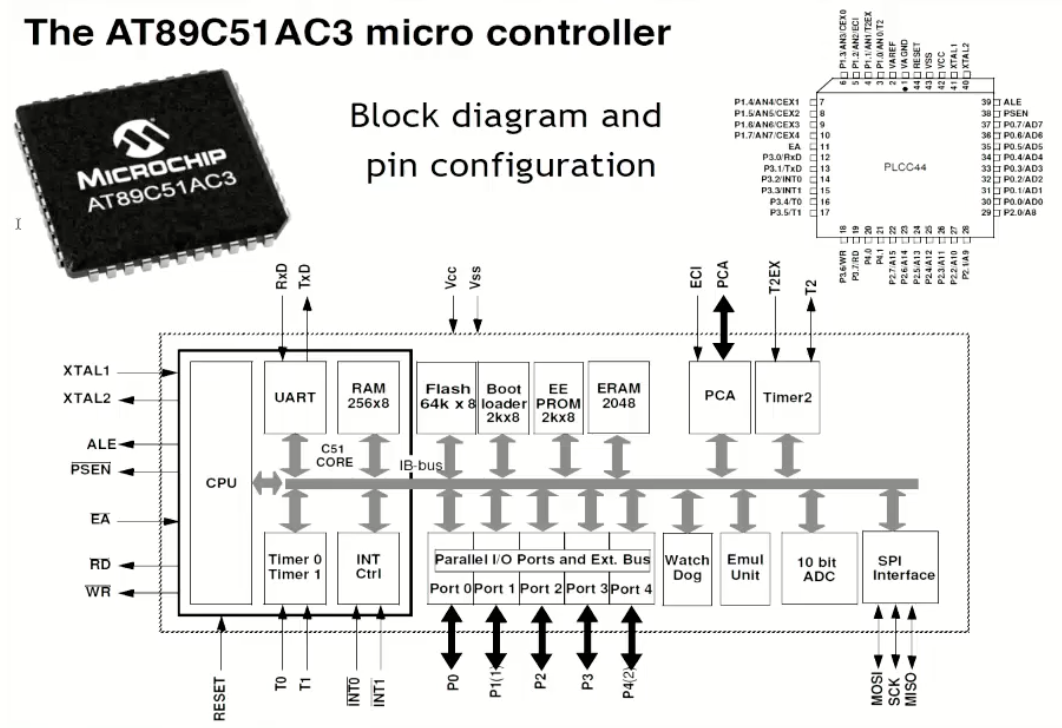 The AT89C51AC3 micro controller
Block diagram and
pin configuration
MICROCHIP
AT89C51AC3
P1.3/AN3/CEX0
P1.2/AN2/ECI
P1.1/AN1/T2EX
P1.0/AN0/T2
VAREF
VAGND
RESET
VSS
VCC
XTAL1
XTAL2
6 5 4 3 2 1 44 43 42 41 40
P1.4/AN4/CEX1 7
P1.5/AN5/CEX2 8
P1.6/AN6/CEX3 9
P1.7/AN7/CEX4 10
EA 11
P3.0/RxD 12
P3.1/TxD 13
P3.2/INT0 14
P3.3/INT1 15
P3.4/T0 16
P3.5/T1 17
PLCC44
39 ALE
38 PSEN
37 P0.7/AD7
36 P0.6/AD6
35 P0.5/AD5
34 P0.4/AD4
33 P0.3/AD3
32 P0.2/AD2
31 P0.1/AD1
30 P0.0/AD0
29 P2.0/A8
18 19 20 21 22 23 24 25 26 27 28
P3.6/WR
P3.7/RD
P4.0
P4.1
P2.7/A15
P2.6/A14
P2.5/A13
P2.4/A12
P2.3/A11
P2.2/A10
P2.1/A9
RxD
TxD
Vcc
Vss
ECI
PCA
T2EX
T2
XTAL1
XTAL2
ALE
PSEN
EA
RD
WR
CPU
UART
RAM
256x8
C51
CORE
IB-bus
Timer 0
Timer 1
INT
Ctrl
Flash
64k x 8
Boot
loader
2kx8
EE
PROM
2kx8
ERAM
2048
PCA
Timer2
Parallel I/O Ports and Ext. Bus
Port 0 Port 1 Port 2 Port 3 Port 4
Watch
Dog
Emul
Unit
10 bit
ADC
SPI
Interface
RESET
T0
T1
INT0
INT1
P0
P1(1)
P2
P3
P4(2)
MOSI
SCK
MISO